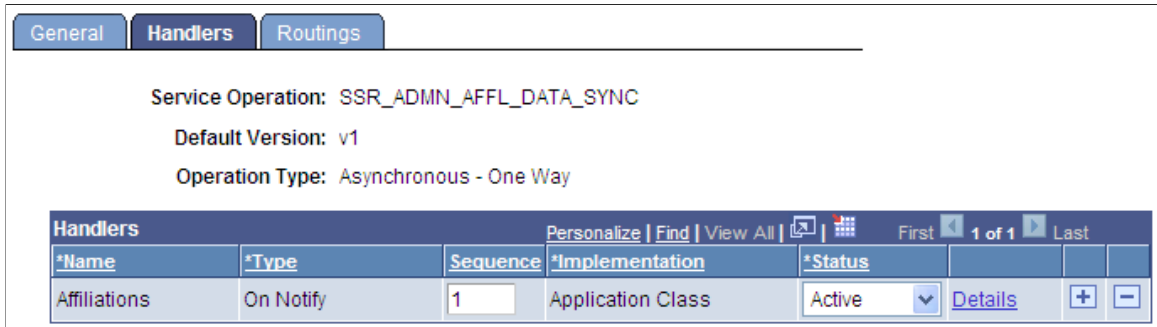 General Handlers Routings
Service Operation: SSR_ADMN_AFFL_DATA_SYNC
Default Version: v1
Operation Type: Asynchronous - One Way
Handlers Personalize | Find | View All | | First 1 of 1 Last
*Name *Type Sequence *Implementation *Status
Affiliations On Notify 1 Application Class Active Details